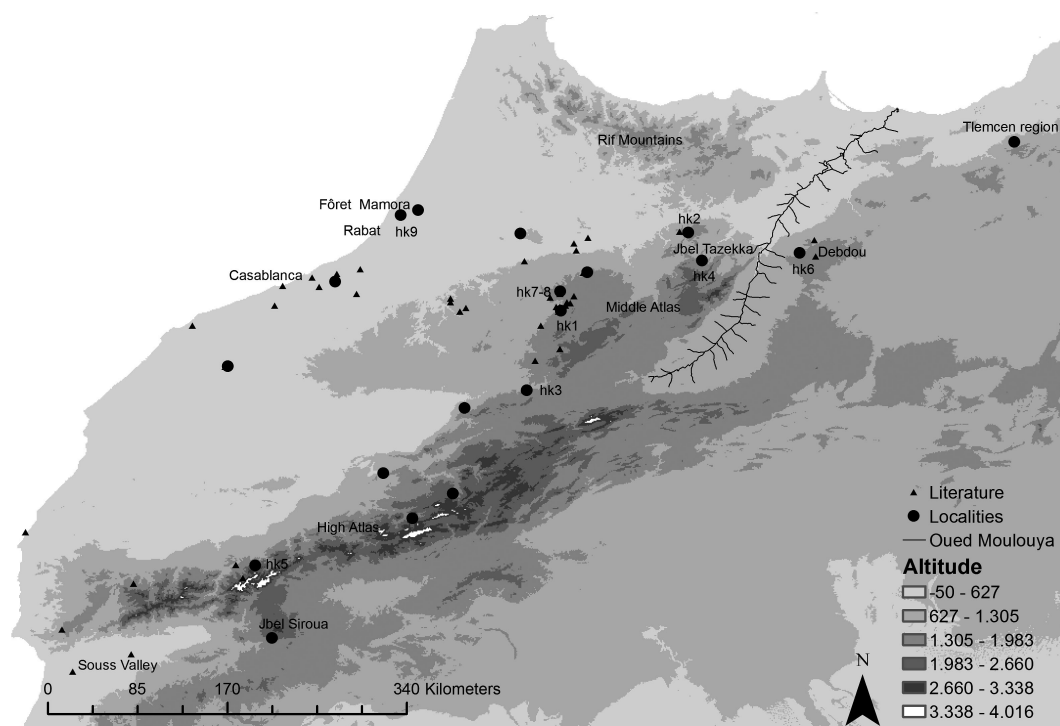 Tlemcen region
Rif Mountains
Fôret Mamora
Rabat hk9
hk2
Jbel Tazekka
hk4
Debdou
hk6
Casablanca
hk7-8
Middle Atlas
hk1
hk3
High Atlas
hk5
Jbel Siroua
Souss Valley
0 85 170 340 Kilometers
Literature
Localities
Oued Moulouya
Altitude
-50 - 627
627 - 1.305
1.305 - 1.983
1.983 - 2.660
2.660 - 3.338
3.338 - 4.016
N